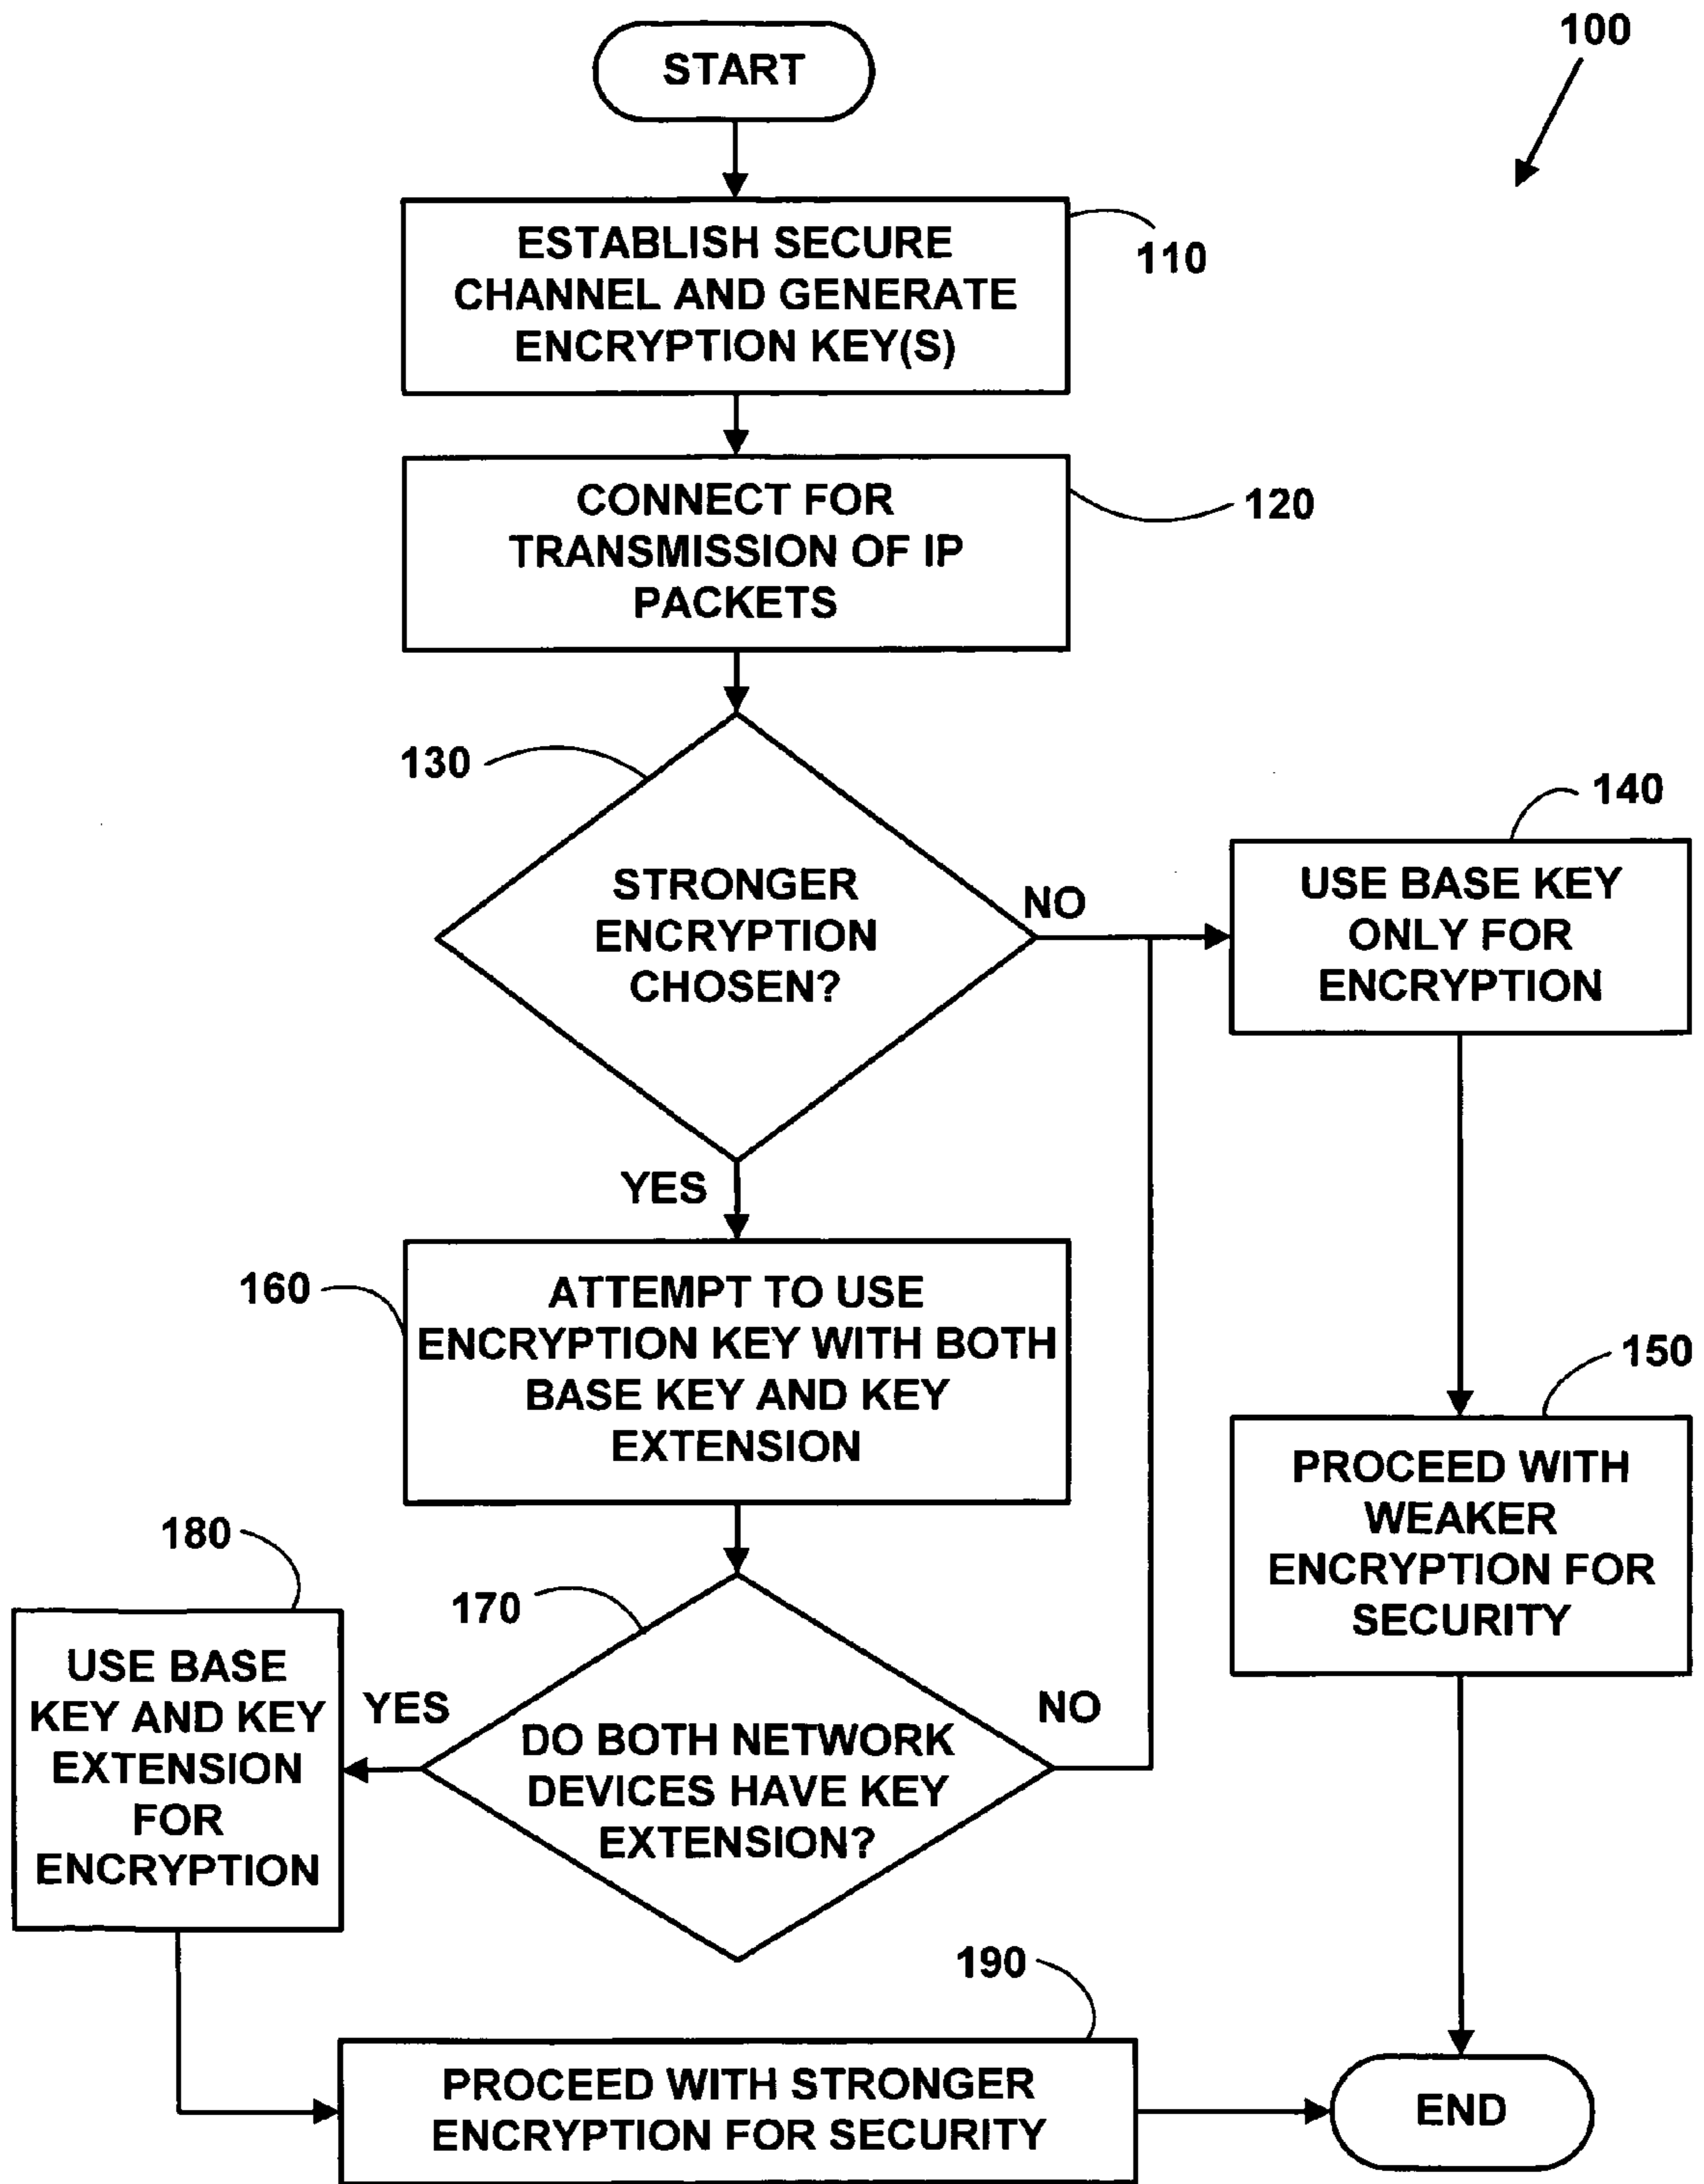 100
START
ESTABLISH SECURE
CHANNEL AND GENERATE
ENCRYPTION KEY(S)
110
CONNECT FOR
TRANSMISSION OF IP
PACKETS
120
130
STRONGER
ENCRYPTION
CHOSEN?
NO
YES
140
USE BASE KEY
ONLY FOR
ENCRYPTION
150
PROCEED WITH
WEAKER
ENCRYPTION FOR
SECURITY
160
ATTEMPT TO USE
ENCRYPTION KEY WITH BOTH
BASE KEY AND KEY
EXTENSION
170
DO BOTH NETWORK
DEVICES HAVE KEY
EXTENSION?
YES
NO
180
USE BASE
KEY AND KEY
EXTENSION
FOR
ENCRYPTION
190
PROCEED WITH STRONGER
ENCRYPTION FOR SECURITY
END